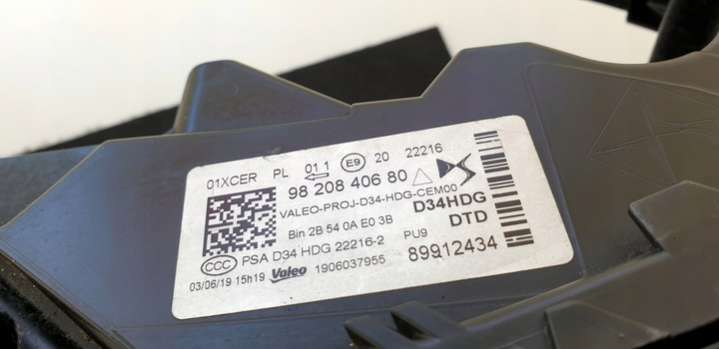 01XCER PL 01 1 E9 20 22216
98 208 406 80 DS
VALEO-PROJ-D34-HDG-CEM00 D34HDG
Bin 2B 54 0A E0 3B DTD
CCC PSA D34 HDG 22216-2 PU9 89912434
03/06/19 15h19 Valeo 1906037955